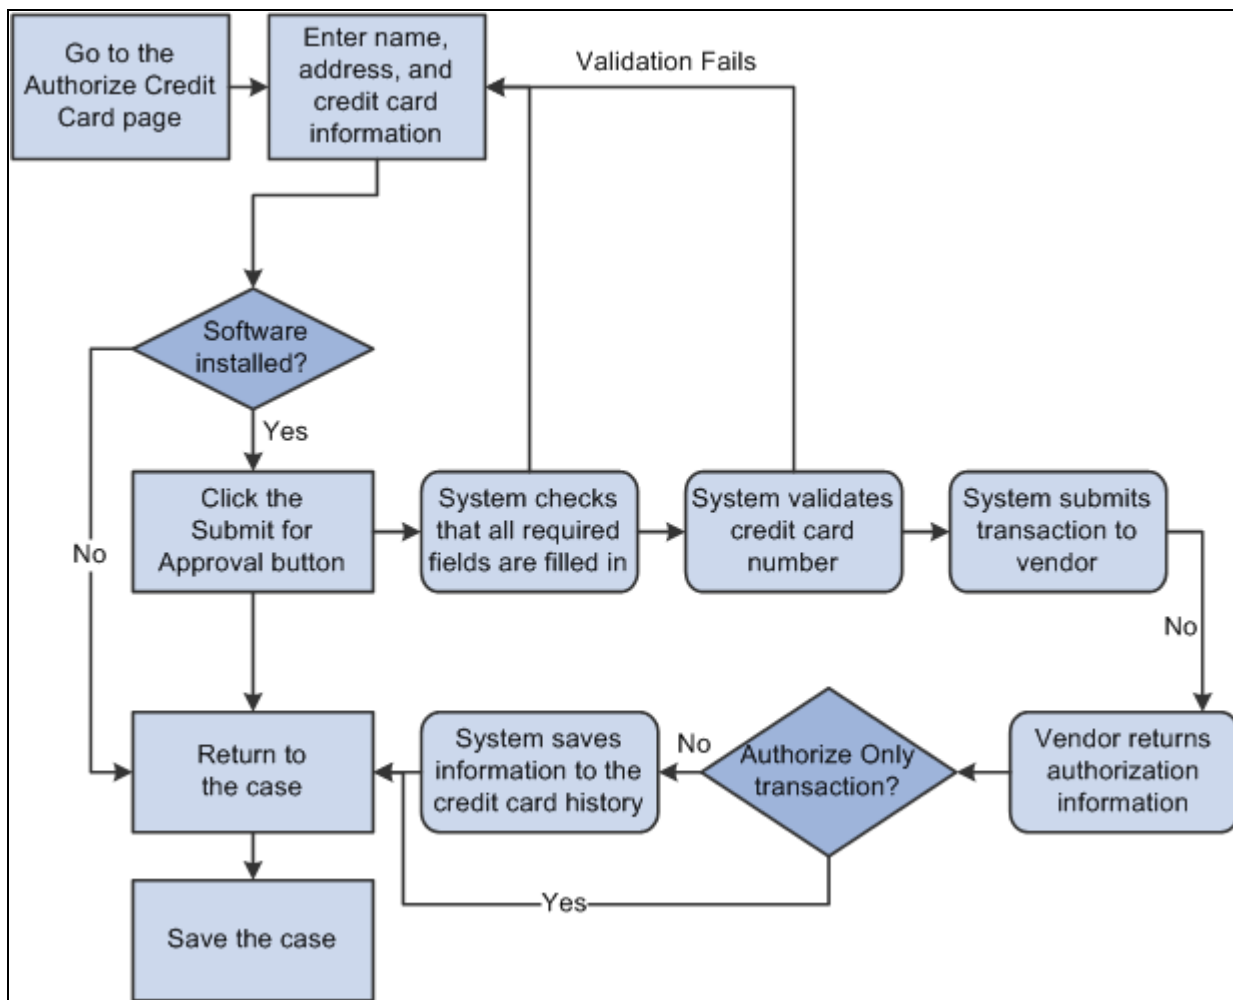 Go to the
Authorize Credit
Card page
Enter name,
address, and
credit card
information
Validation Fails
Software
installed?
Yes
No
Click the
Submit for
Approval button
System checks
that all required
fields are filled in
System validates
credit card
number
System submits
transaction to
vendor
No
Return to
the case
System saves
information to the
credit card history
No
Authorize Only
transaction?
Vendor returns
authorization
information
Yes
Save the case